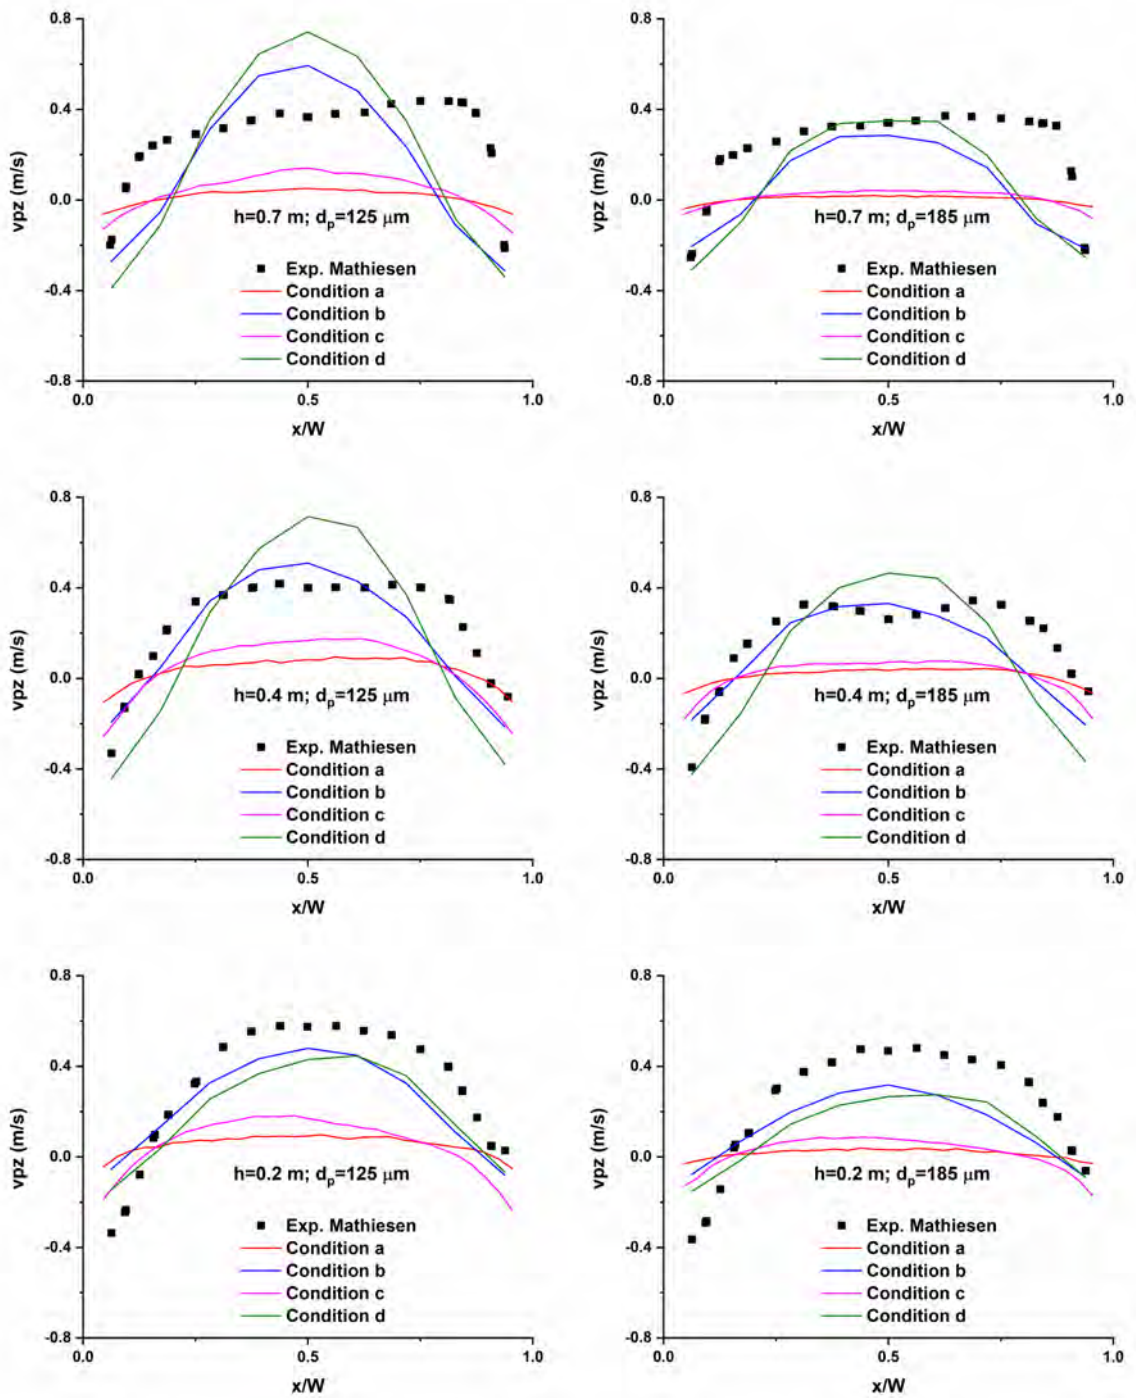 0.8
0.4
0.0
-0.4
-0.8
vpz (m/s)
h=0.7 m; dp=125 μm
Exp. Mathiesen
Condition a
Condition b
Condition c
Condition d
0.0 0.5 1.0
x/W
0.8
0.4
0.0
-0.4
-0.8
vpz (m/s)
h=0.7 m; dp=185 μm
Exp. Mathiesen
Condition a
Condition b
Condition c
Condition d
0.0 0.5 1.0
x/W
0.8
0.4
0.0
-0.4
-0.8
vpz (m/s)
h=0.4 m; dp=125 μm
Exp. Mathiesen
Condition a
Condition b
Condition c
Condition d
0.0 0.5 1.0
x/W
0.8
0.4
0.0
-0.4
-0.8
vpz (m/s)
h=0.4 m; dp=185 μm
Exp. Mathiesen
Condition a
Condition b
Condition c
Condition d
0.0 0.5 1.0
x/W
0.8
0.4
0.0
-0.4
-0.8
vpz (m/s)
h=0.2 m; dp=125 μm
Exp. Mathiesen
Condition a
Condition b
Condition c
Condition d
0.0 0.5 1.0
x/W
0.8
0.4
0.0
-0.4
-0.8
vpz (m/s)
h=0.2 m; dp=185 μm
Exp. Mathiesen
Condition a
Condition b
Condition c
Condition d
0.0 0.5 1.0
x/W